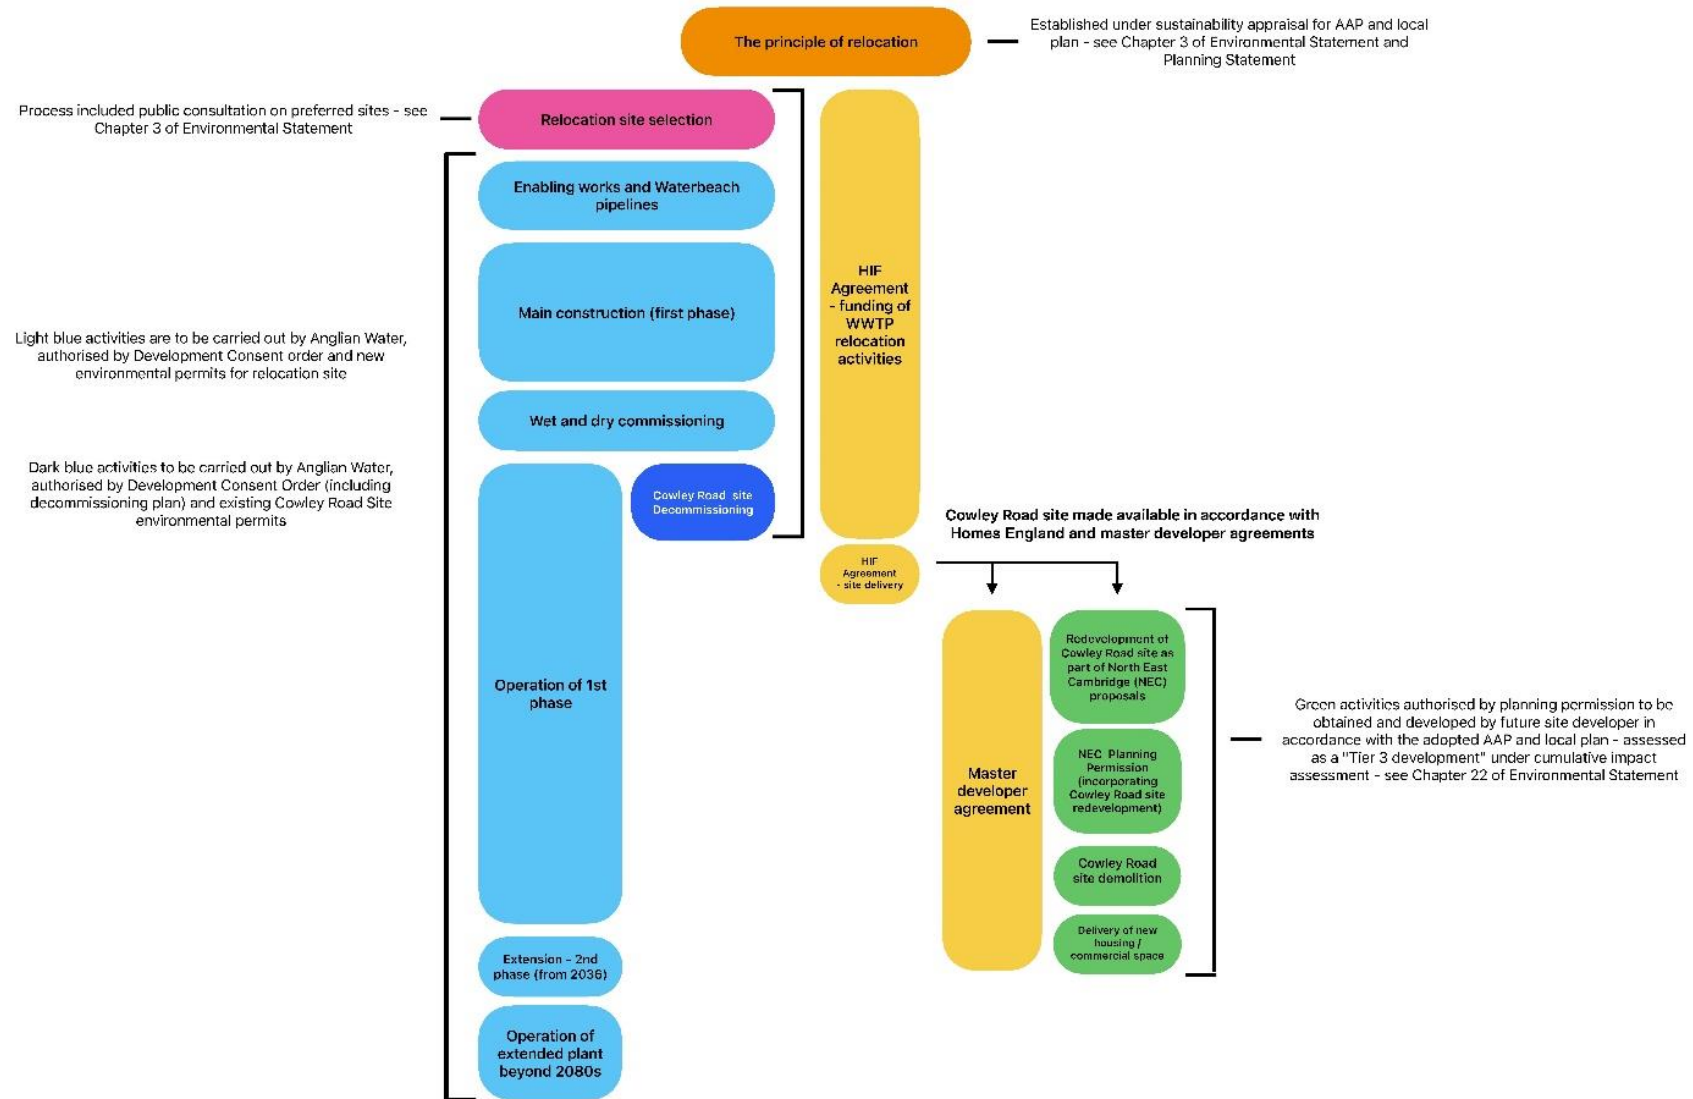 The principle of relocation
Established under sustainability appraisal for AAP and local
plan - see Chapter 3 of Environmental Statement and
Planning Statement
Process included public consultation on preferred sites - see
Chapter 3 of Environmental Statement
Relocation site selection
Enabling works and Waterbeach
pipelines
Main construction (first phase)
HIF
Agreement
- funding of
WWTP
relocation
activities
Light blue activities are to be carried out by Anglian Water,
authorised by Development Consent order and new
environmental permits for relocation site
Wet and dry commissioning
Dark blue activities to be carried out by Anglian Water,
authorised by Development Consent Order (including
decommissioning plan) and existing Cowley Road Site
environmental permits
Cowley Road site
Decommissioning
Cowley Road site made available in accordance with
Homes England and master developer agreements
HIF
Agreement
- site delivery
Operation of 1st
phase
Master
developer
agreement
Redevelopment of
Cowley Road site as
part of North East
Cambridge (NEC)
proposals
NEC Planning
Permission
(incorporating
Cowley Road site
redevelopment)
Cowley Road
site demolition
Delivery of new
housing /
commercial space
Green activities authorised by planning permission to be
obtained and developed by future site developer in
accordance with the adopted AAP and local plan - assessed
as a "Tier 3 development" under cumulative impact
assessment - see Chapter 22 of Environmental Statement
Extension - 2nd
phase (from 2036)
Operation of
extended plant
beyond 2080s